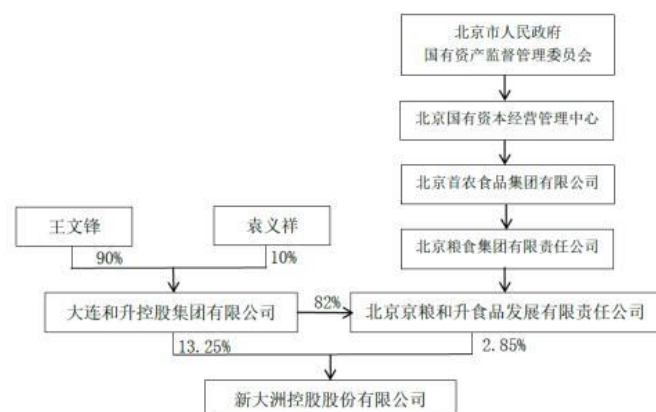 北京市人民政府
国有资产监督管理委员会
北京国有资本经营管理中心
北京首农食品集团有限公司
王文锋
袁义祥
北京粮食集团有限责任公司
90%
10%
大连和升控股集团有限公司
82%
北京京粮和升食品发展有限责任公司
13.25%
2.85%
新大洲控股股份有限公司